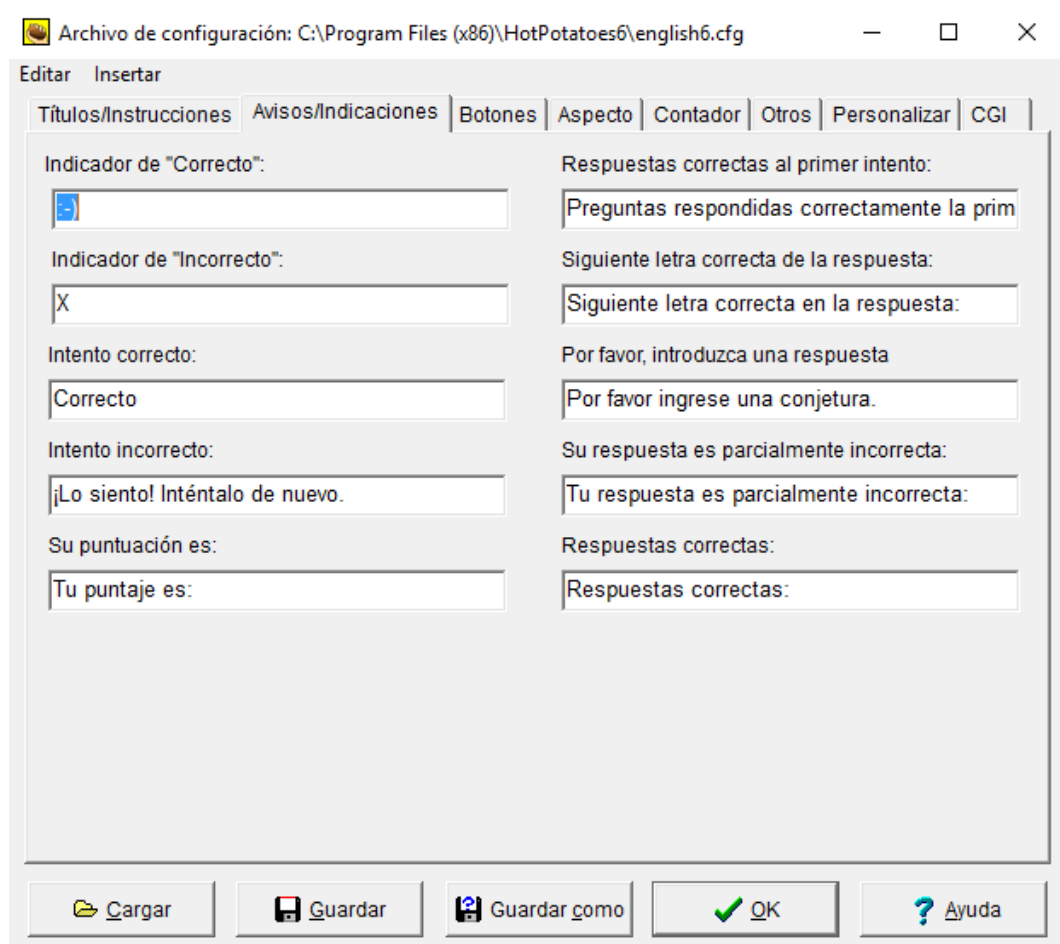 Archivo de configuración: C:\Program Files (x86)\HotPotatoes6\english6.cfg
Editar Insertar
Títulos/Instrucciones Avisos/Indicaciones Botones Aspecto Contador Otros Personalizar CGI
Indicador de "Correcto":
:-)
Indicador de "Incorrecto":
X
Intento correcto:
Correcto
Intento incorrecto:
¡Lo siento! Inténtalo de nuevo.
Su puntuación es:
Tu puntaje es:
Respuestas correctas al primer intento:
Preguntas respondidas correctamente la prim
Siguiente letra correcta de la respuesta:
Siguiente letra correcta en la respuesta:
Por favor, introduzca una respuesta
Por favor ingrese una conjetura.
Su respuesta es parcialmente incorrecta:
Tu respuesta es parcialmente incorrecta:
Respuestas correctas:
Respuestas correctas:
Cargar Guardar Guardar como OK Ayuda